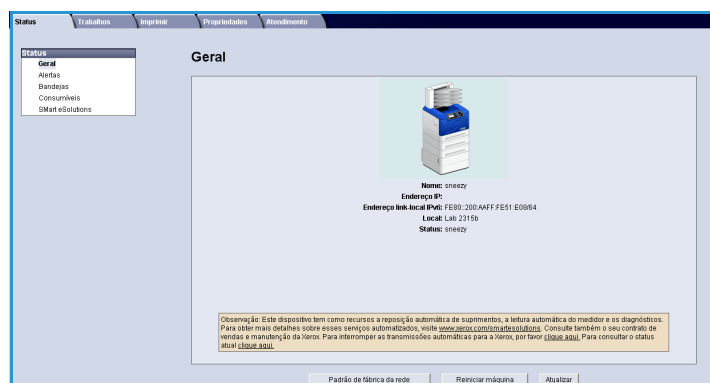 Status Trabalhos Imprimir Propriedades Atendimento
Status
Geral
Alertas
Bandejas
Consumíveis
SMart eSolutions
Geral
Nome: sneezy
Endereço IP:
Endereço link-local IPv6: FE80::200:AAFF:FE51:E08/64
Local: Lab 2315b
Status: sneezy
Observação: Este dispositivo tem como recursos a reposição automática de suprimentos, a leitura automática do medidor e os diagnósticos.
Para obter mais detalhes sobre esses serviços automatizados, visite www.xerox.com/smartesolutions. Consulte também o seu contrato de
vendas e manutenção da Xerox. Para interromper as transmissões automáticas para a Xerox, por favor clique aqui. Para consultar o status
atual clique aqui.
Padrão de fábrica da rede Reiniciar máquina Atualizar